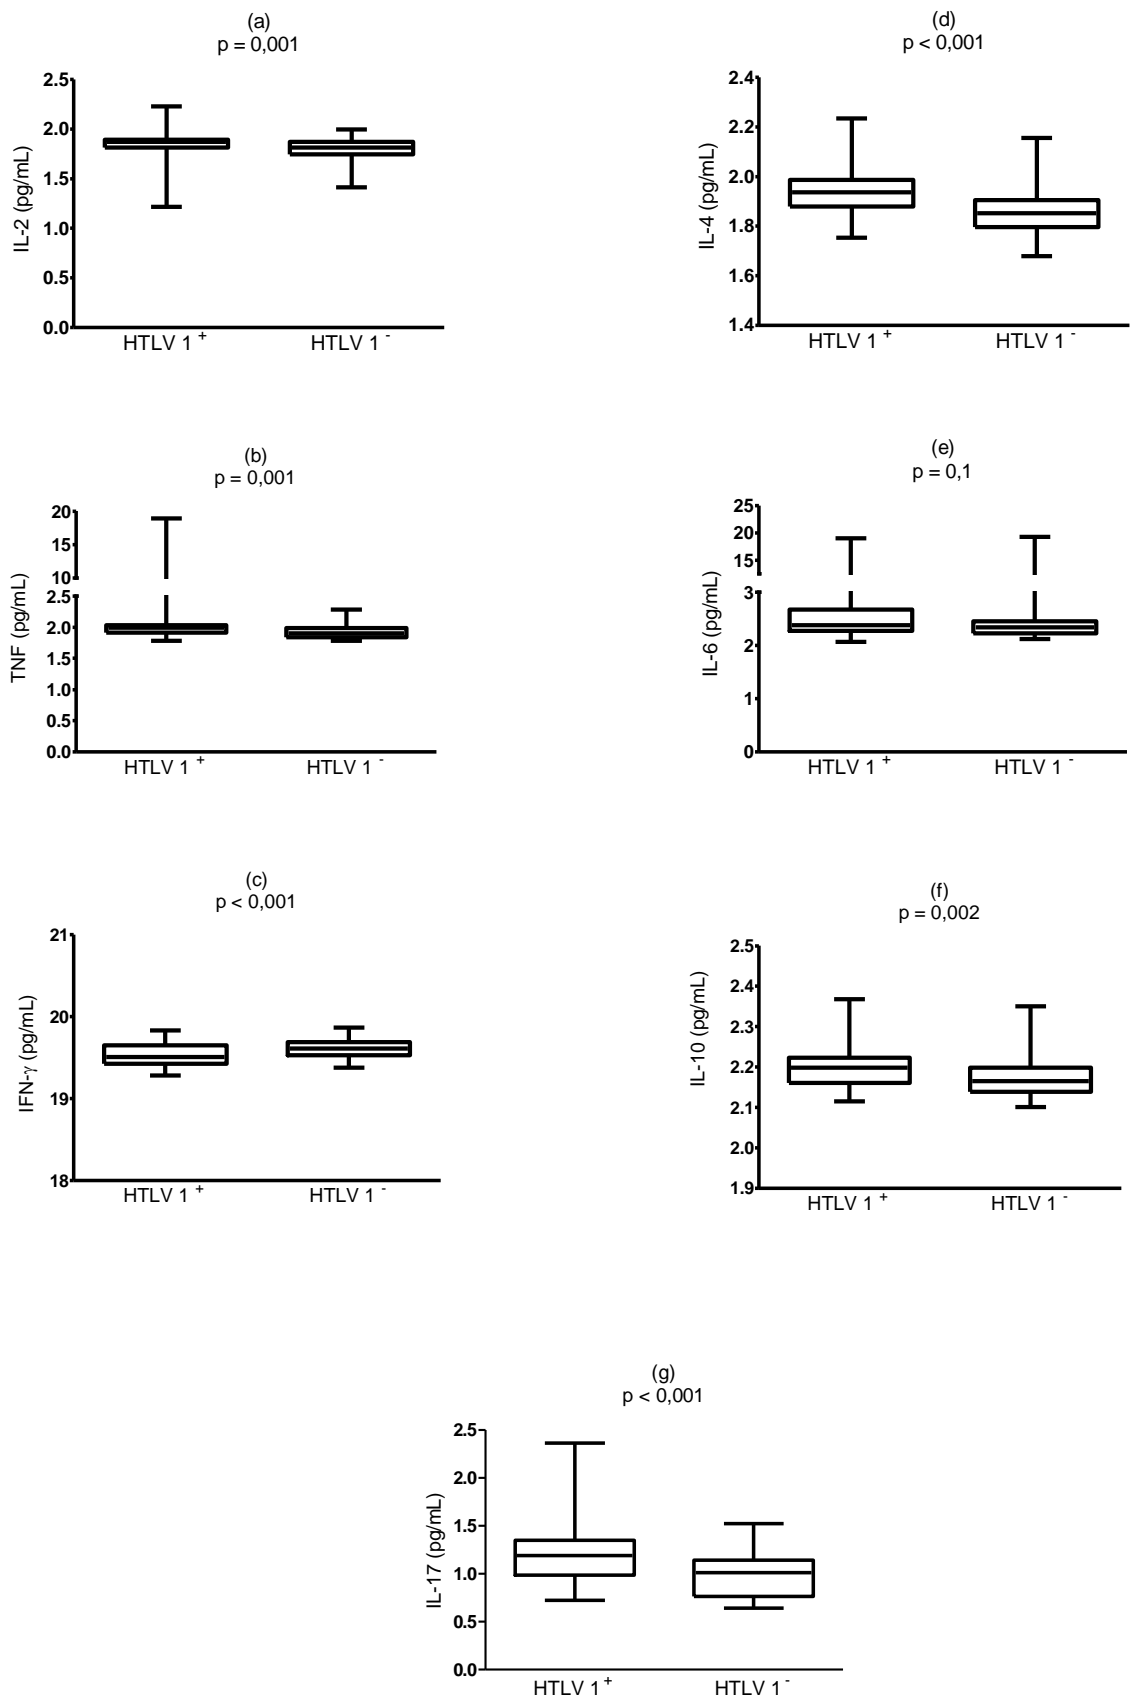 (a)
p = 0,001
IL-2 (pg/mL)
2.5
2.0
1.5
1.0
0.5
0.0
HTLV 1 + HTLV 1 -
(d)
p < 0,001
IL-4 (pg/mL)
2.4
2.2
2.0
1.8
1.6
1.4
HTLV 1 + HTLV 1 -
(b)
p = 0,001
TNF (pg/mL)
20
15
10
2.5
2.0
1.5
1.0
0.5
0.0
HTLV 1 + HTLV 1 -
(e)
p = 0,1
IL-6 (pg/mL)
25
20
15
3
2
1
0
HTLV 1 + HTLV 1 -
(c)
p < 0,001
IFN-γ (pg/mL)
21
20
19
18
HTLV 1 + HTLV 1 -
(f)
p = 0,002
IL-10 (pg/mL)
2.5
2.4
2.3
2.2
2.1
2.0
1.9
HTLV 1 + HTLV 1 -
(g)
p < 0,001
IL-17 (pg/mL)
2.5
2.0
1.5
1.0
0.5
0.0
HTLV 1 + HTLV 1 -